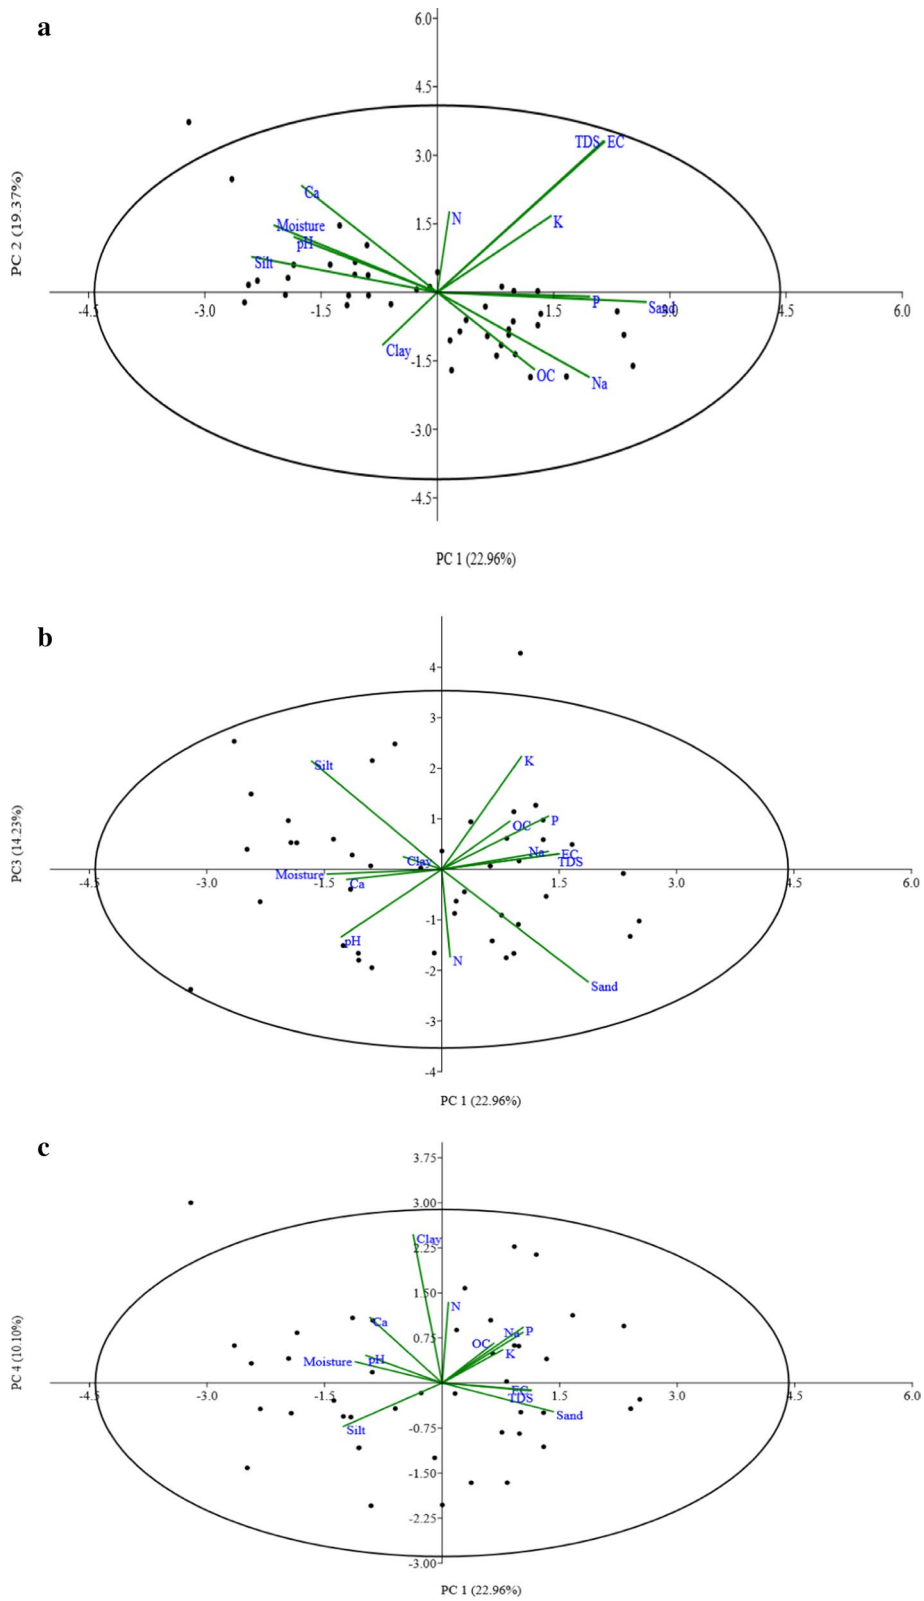 a
6.0
4.5
TDS EC
3.0
Ca
N
K
1.5
Moisture
pH
Silt
P
Sand
-4.5
-3.0
-1.5
1.5
3.0
4.5
6.0
Clay
-1.5
OC
Na
-3.0
-4.5
PC 2 (19.37%)
PC 1 (22.96%)
b
4
3
2
Silt
K
1
OC
P
Na
EC
TDS
Clay
Moisture
Ca
-4.5
-3.0
1.5
3.0
4.5
6.0
-1
pH
N
-2
Sand
-3
-4
PC3 (14.23%)
PC 1 (22.96%)
c
3.75
3.00
Clay
2.25
1.50
N
Ca
0.75
Na
P
OC
K
pH
Moisture
EC
TDS
-4.5
-3.0
-1.5
1.5
3.0
4.5
6.0
Sand
Silt
-0.75
-1.50
-2.25
-3.00
PC 4 (10.10%)
PC 1 (22.96%)